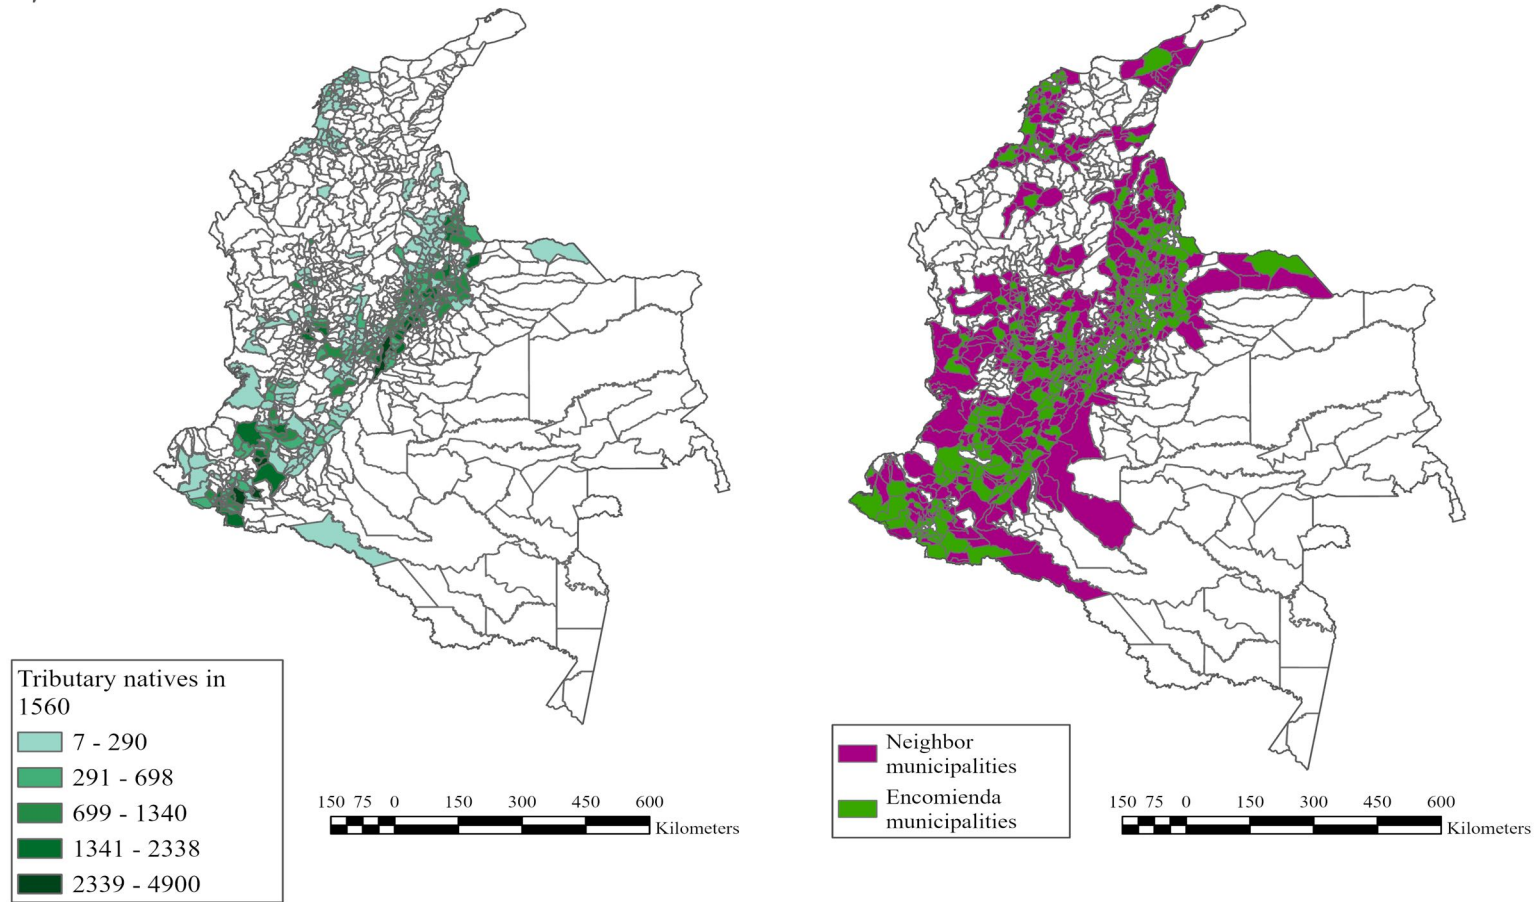 Tributary natives in
1560
7 - 290
291 - 698
699 - 1340
1341 - 2338
2339 - 4900
150 75 0 150 300 450 600
Kilometers
Neighbor
municipalities
Encomienda
municipalities
150 75 0 150 300 450 600
Kilometers